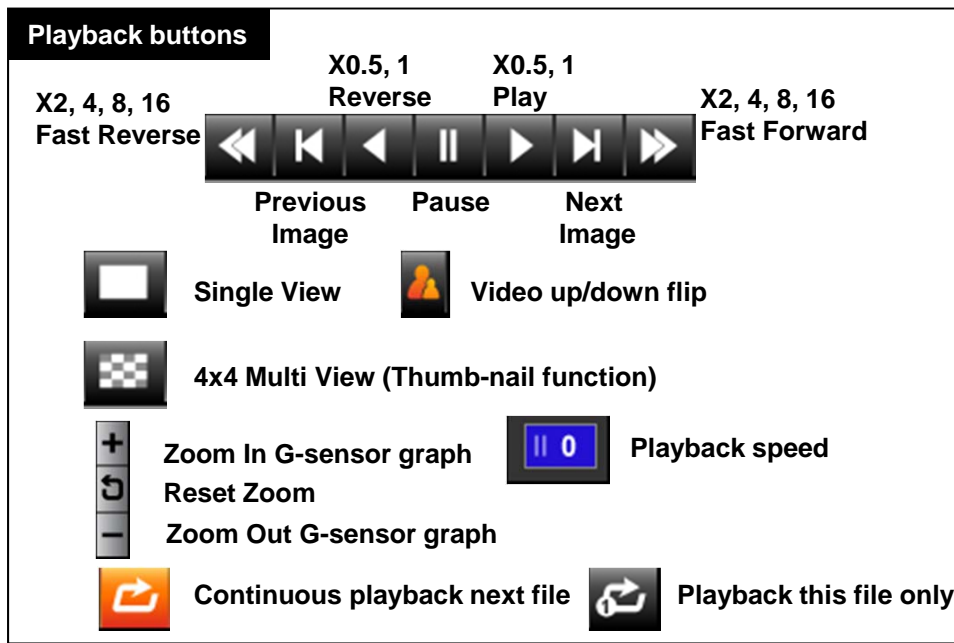 Playback buttons
X0.5, 1
Reverse
X0.5, 1
Play
X2, 4, 8, 16
Fast Reverse
X2, 4, 8, 16
Fast Forward
Previous
Image
Pause
Next
Image
Single View
Video up/down flip
4x4 Multi View (Thumb-nail function)
Zoom In G-sensor graph
Reset Zoom
Zoom Out G-sensor graph
0
Playback speed
Continuous playback next file
1
Playback this file only